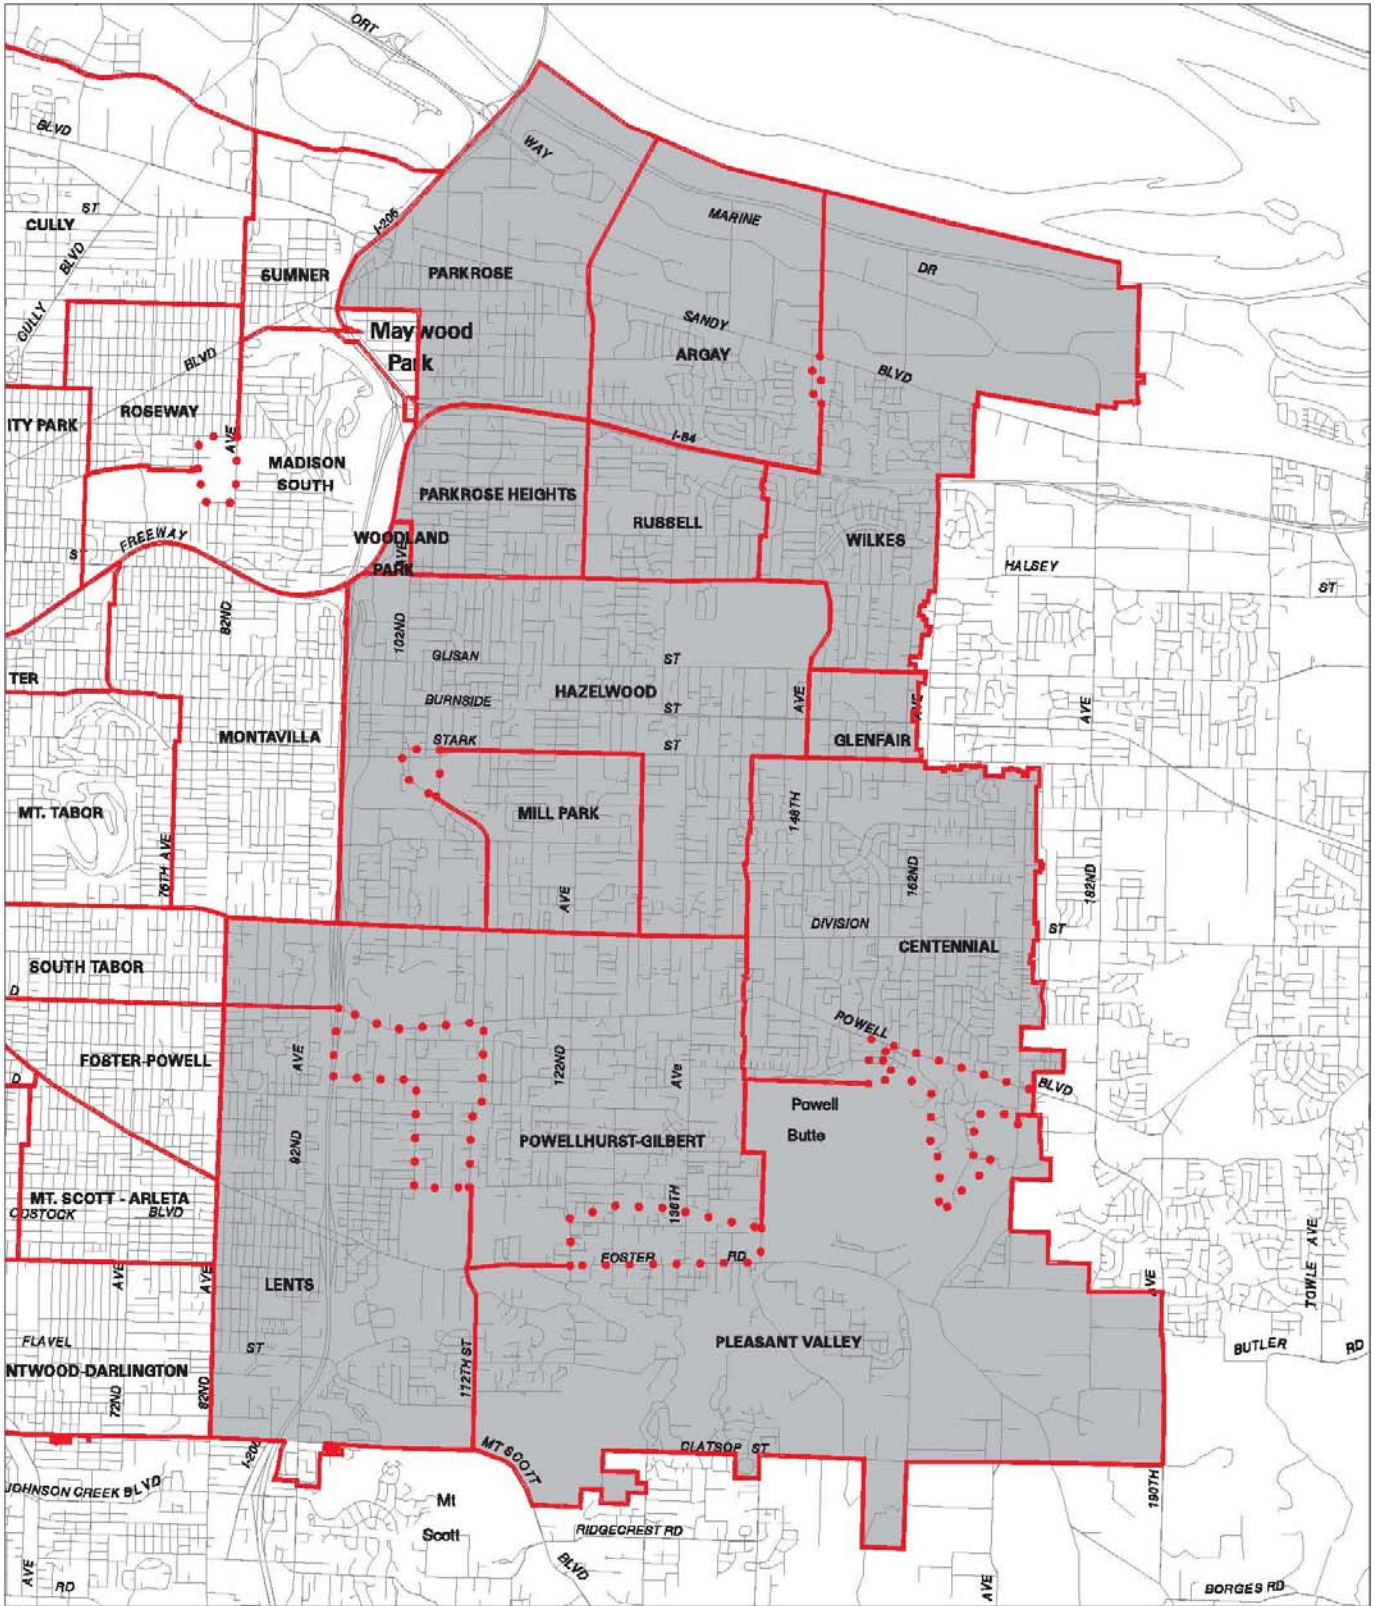 ORT
BLVD
WAY
ST
CULLY
BLVD
I-205
MARINE
SUMNER
PARKROSE
DR
CULLY
SANDY
Maywood
Park
ARGAY
BLVD
BLVD
ROSEWAY
ITY PARK
AVE
I-84
MADISON
SOUTH
PARKROSE HEIGHTS
RUSSELL
FREEWAY
ST
WOODLAND
PARK
AVE
WILKES
HALSEY
ST
82ND
102ND
GLISAN
ST
TER
HAZELWOOD
BURNSIDE
ST
AVE
AVE
AVE
MONTAVILLA
STARK
ST
GLENFAIR
MT. TABOR
MILL PARK
148TH
76TH AVE
AVE
162ND
182ND
DIVISION
ST
CENTENNIAL
SOUTH TABOR
D
POWELL
FOSTER-POWELL
AVE
122ND
AVe
D
BLVD
Powell
Butte
92ND
POWELLHURST-GILBERT
MT. SCOTT - ARLETA
COSTOCK
BLVD
136TH
FOSTER
RD
AVE
AVE
LENTS
AVE
TOWLE AVE
FLAVEL
ST
PLEASANT VALLEY
BUTLER
RD
NTWOOD-DARLINGTON
72ND
82ND
112TH ST
I-20
MT SCOTT
CLATSOP ST
JOHNSON CREEK BLVD
190TH
Mt
Scott
RIDGECREST RD
BLVD
AVE
RD
AVE
BORGES RD